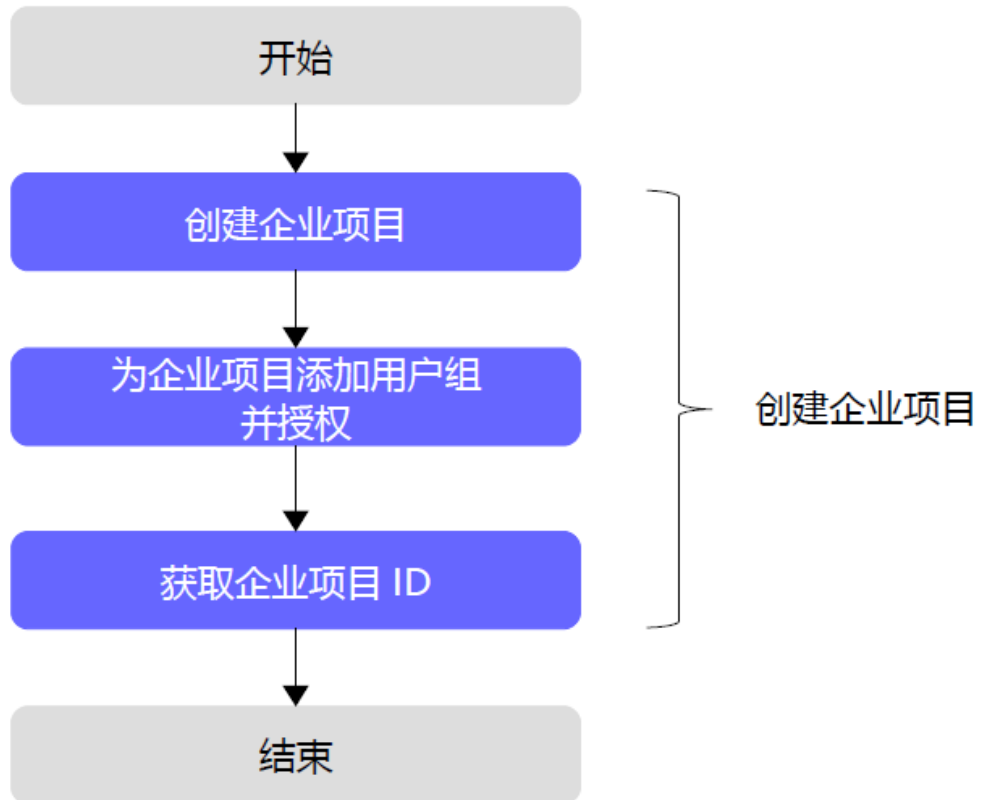 开始
创建企业项目
为企业项目添加用户组
并授权
创建企业项目
获取企业项目 ID
结束